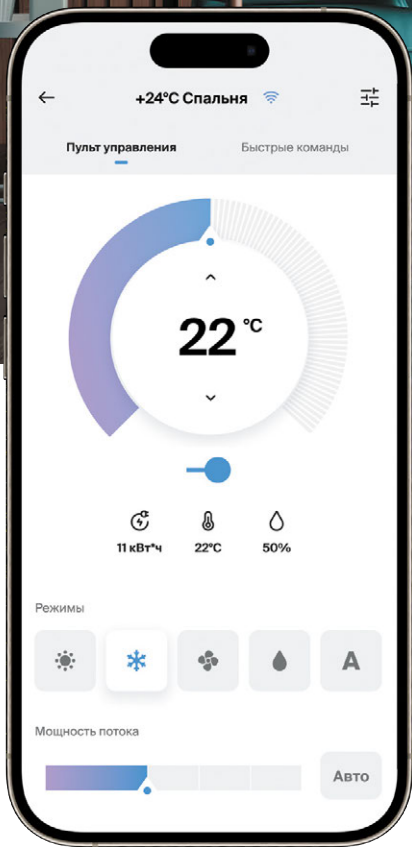 +24°C Спальня
Пульт управления Быстрые команды
22 °C
11 кВт*ч 22°C 50%
Режимы
A
Мощность потока
Авто